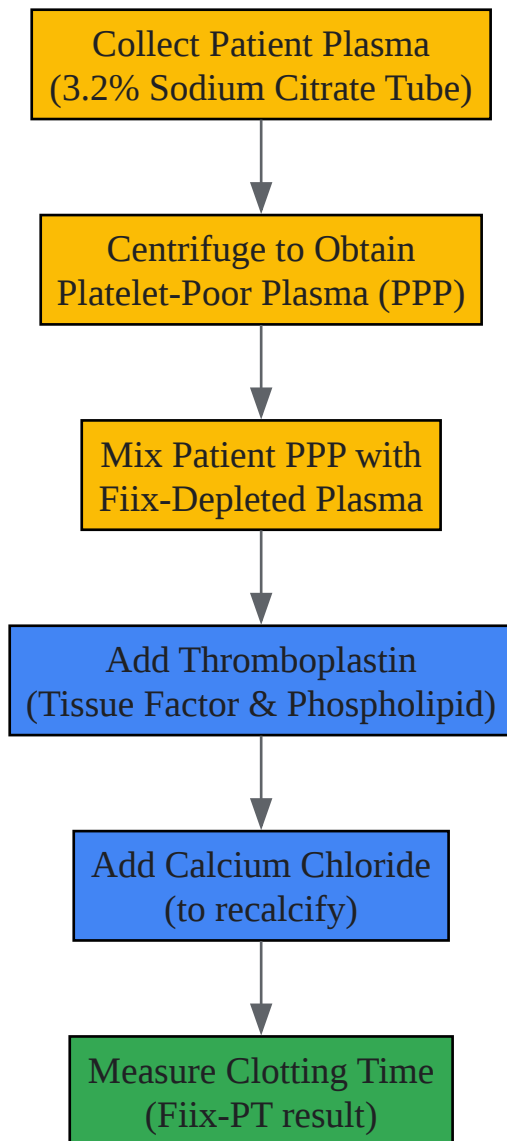 Collect Patient Plasma
(3.2% Sodium Citrate Tube)
Centrifuge to Obtain
Platelet-Poor Plasma (PPP)
Mix Patient PPP with
Fiix-Depleted Plasma
Add Thromboplastin
(Tissue Factor & Phospholipid)
Add Calcium Chloride
(to recalcify)
Measure Clotting Time
(Fiix-PT result)